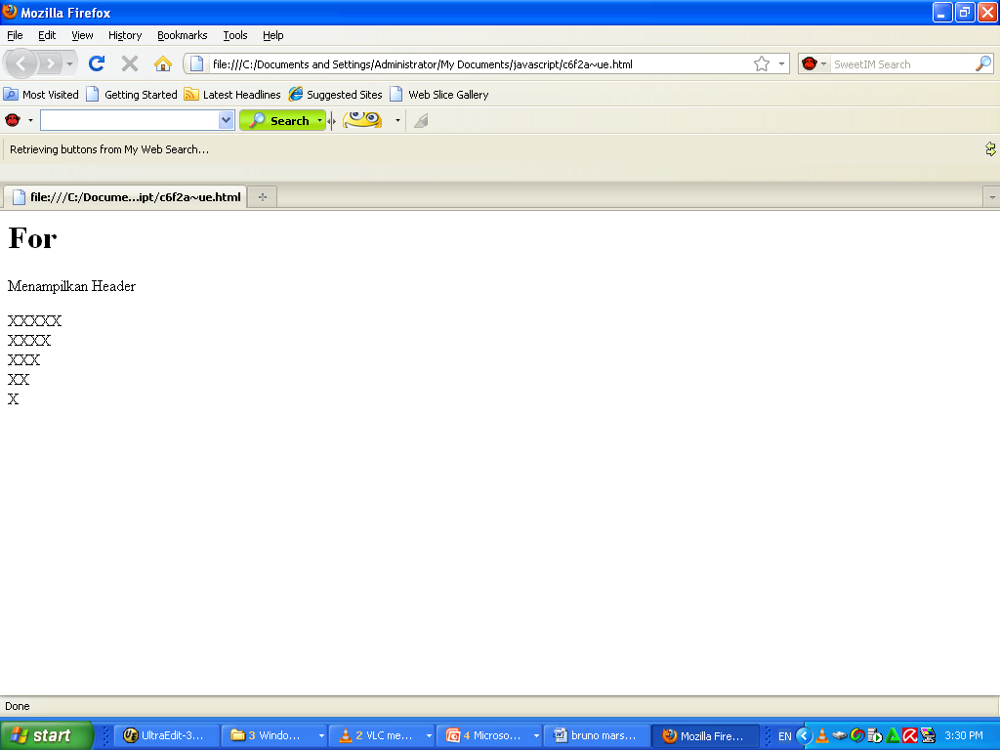 Mozilla Firefox
File Edit View History Bookmarks Tools Help
file:///C:/Documents and Settings/Administrator/My Documents/javascript/c6f2a~ue.html SweetIM Search
Most Visited Getting Started Latest Headlines Suggested Sites Web Slice Gallery
Search
Retrieving buttons from My Web Search...
file:///C:/Docume...ipt/c6f2a~ue.html
For
Menampilkan Header
XXXXX
XXXX
XXX
XX
X
Done
start UltraEdit-3... 3 Windo... 2 VLC me... 4 Microso... bruno mars... Mozilla Fire... EN 3:30 PM